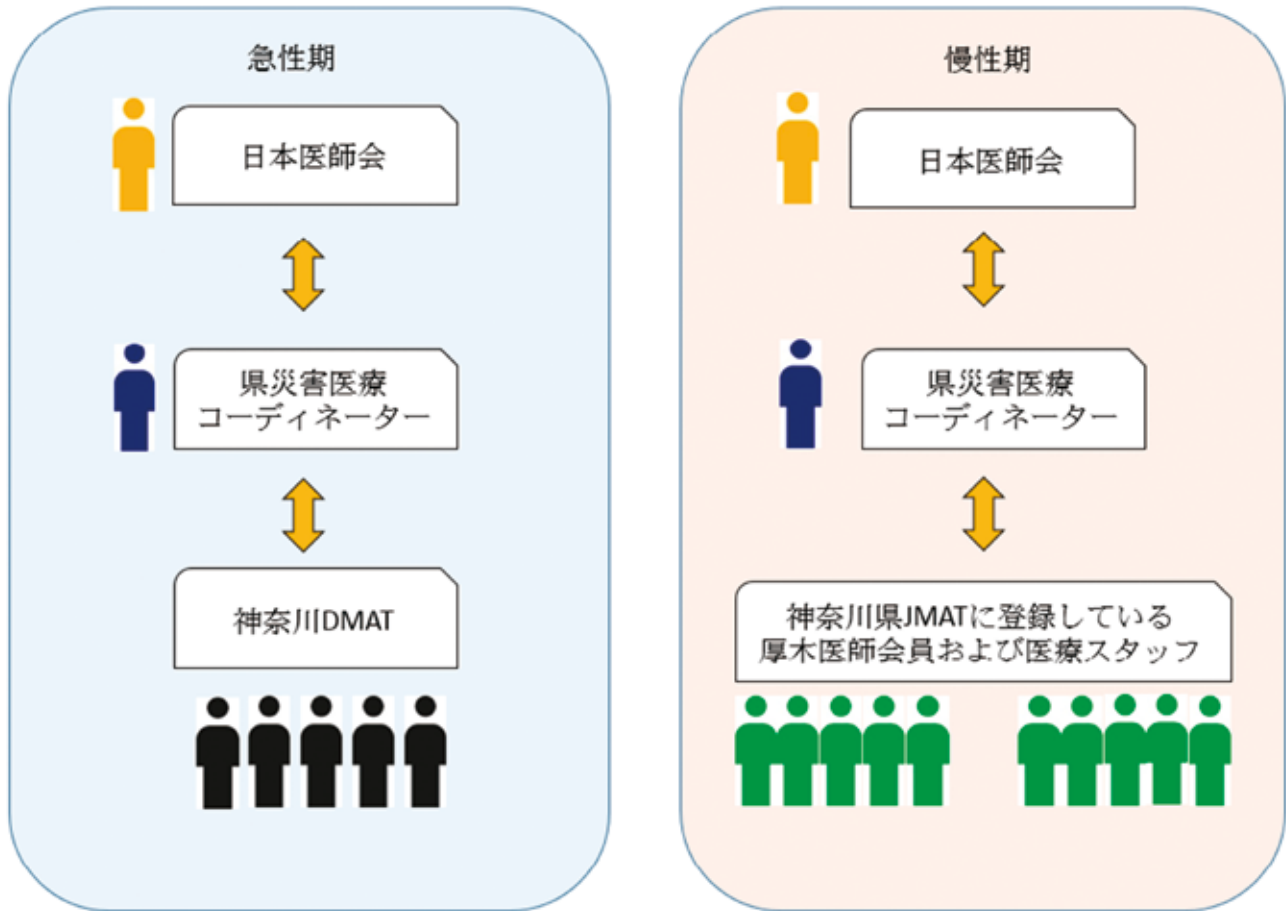 急性期
日本医師会
県災害医療
コーディネーター
神奈川DMAT
慢性期
日本医師会
県災害医療
コーディネーター
神奈川県JMATに登録している
厚木医師会員および医療スタッフ